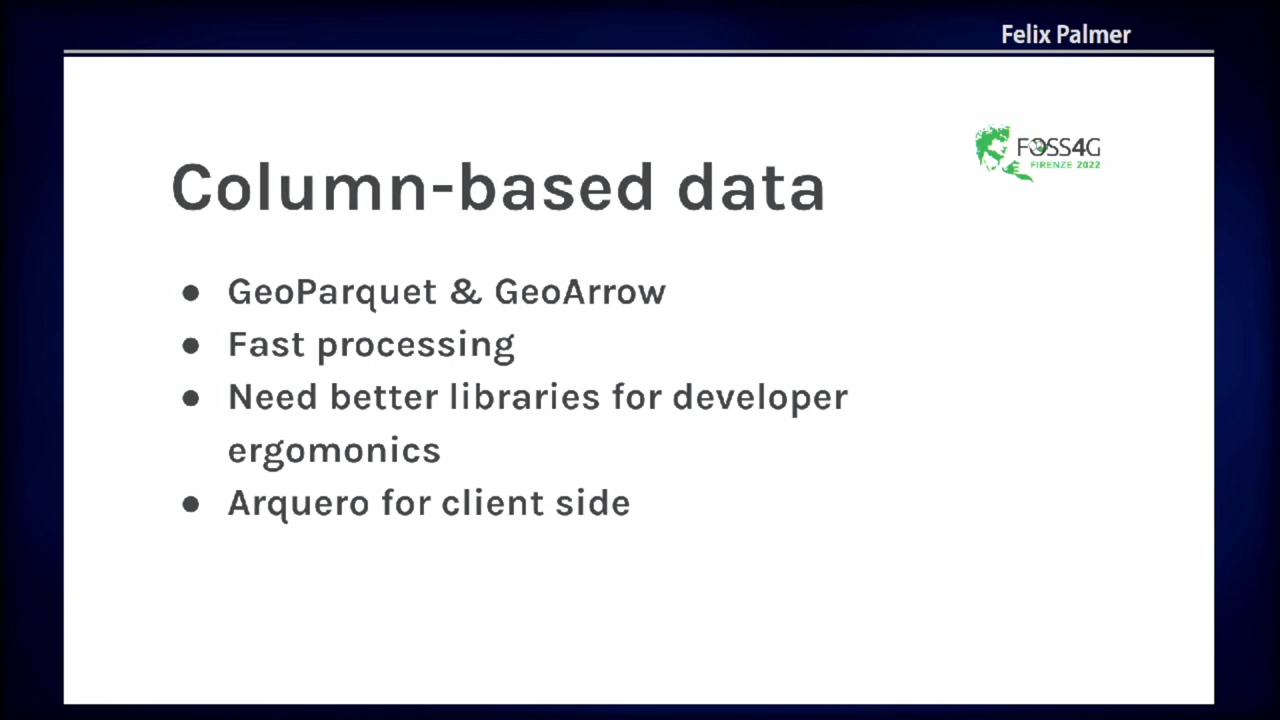 Felix Palmer
FOSS4G
FIRENZE 2022
Column-based data
● GeoParquet & GeoArrow
● Fast processing
● Need better libraries for developer
ergomonics
● Arquero for client side